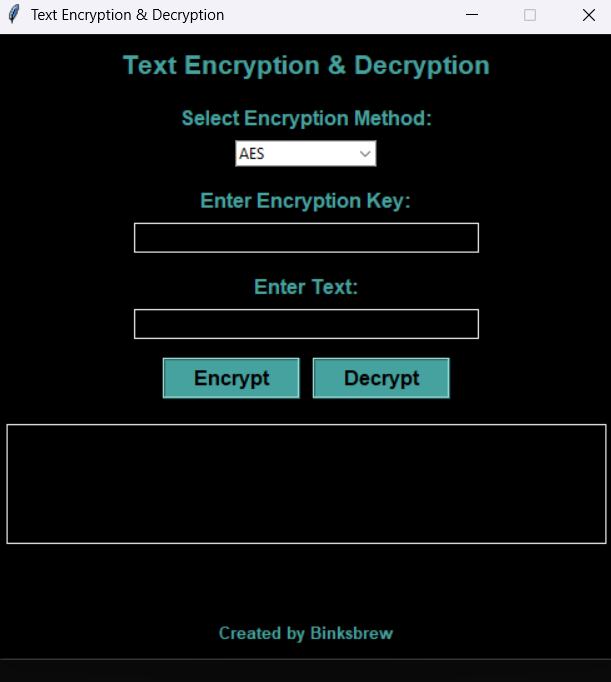 Text Encryption & Decryption
Text Encryption & Decryption
Select Encryption Method:
AES
Enter Encryption Key:
Enter Text:
Encrypt Decrypt
Created by Binksbrew